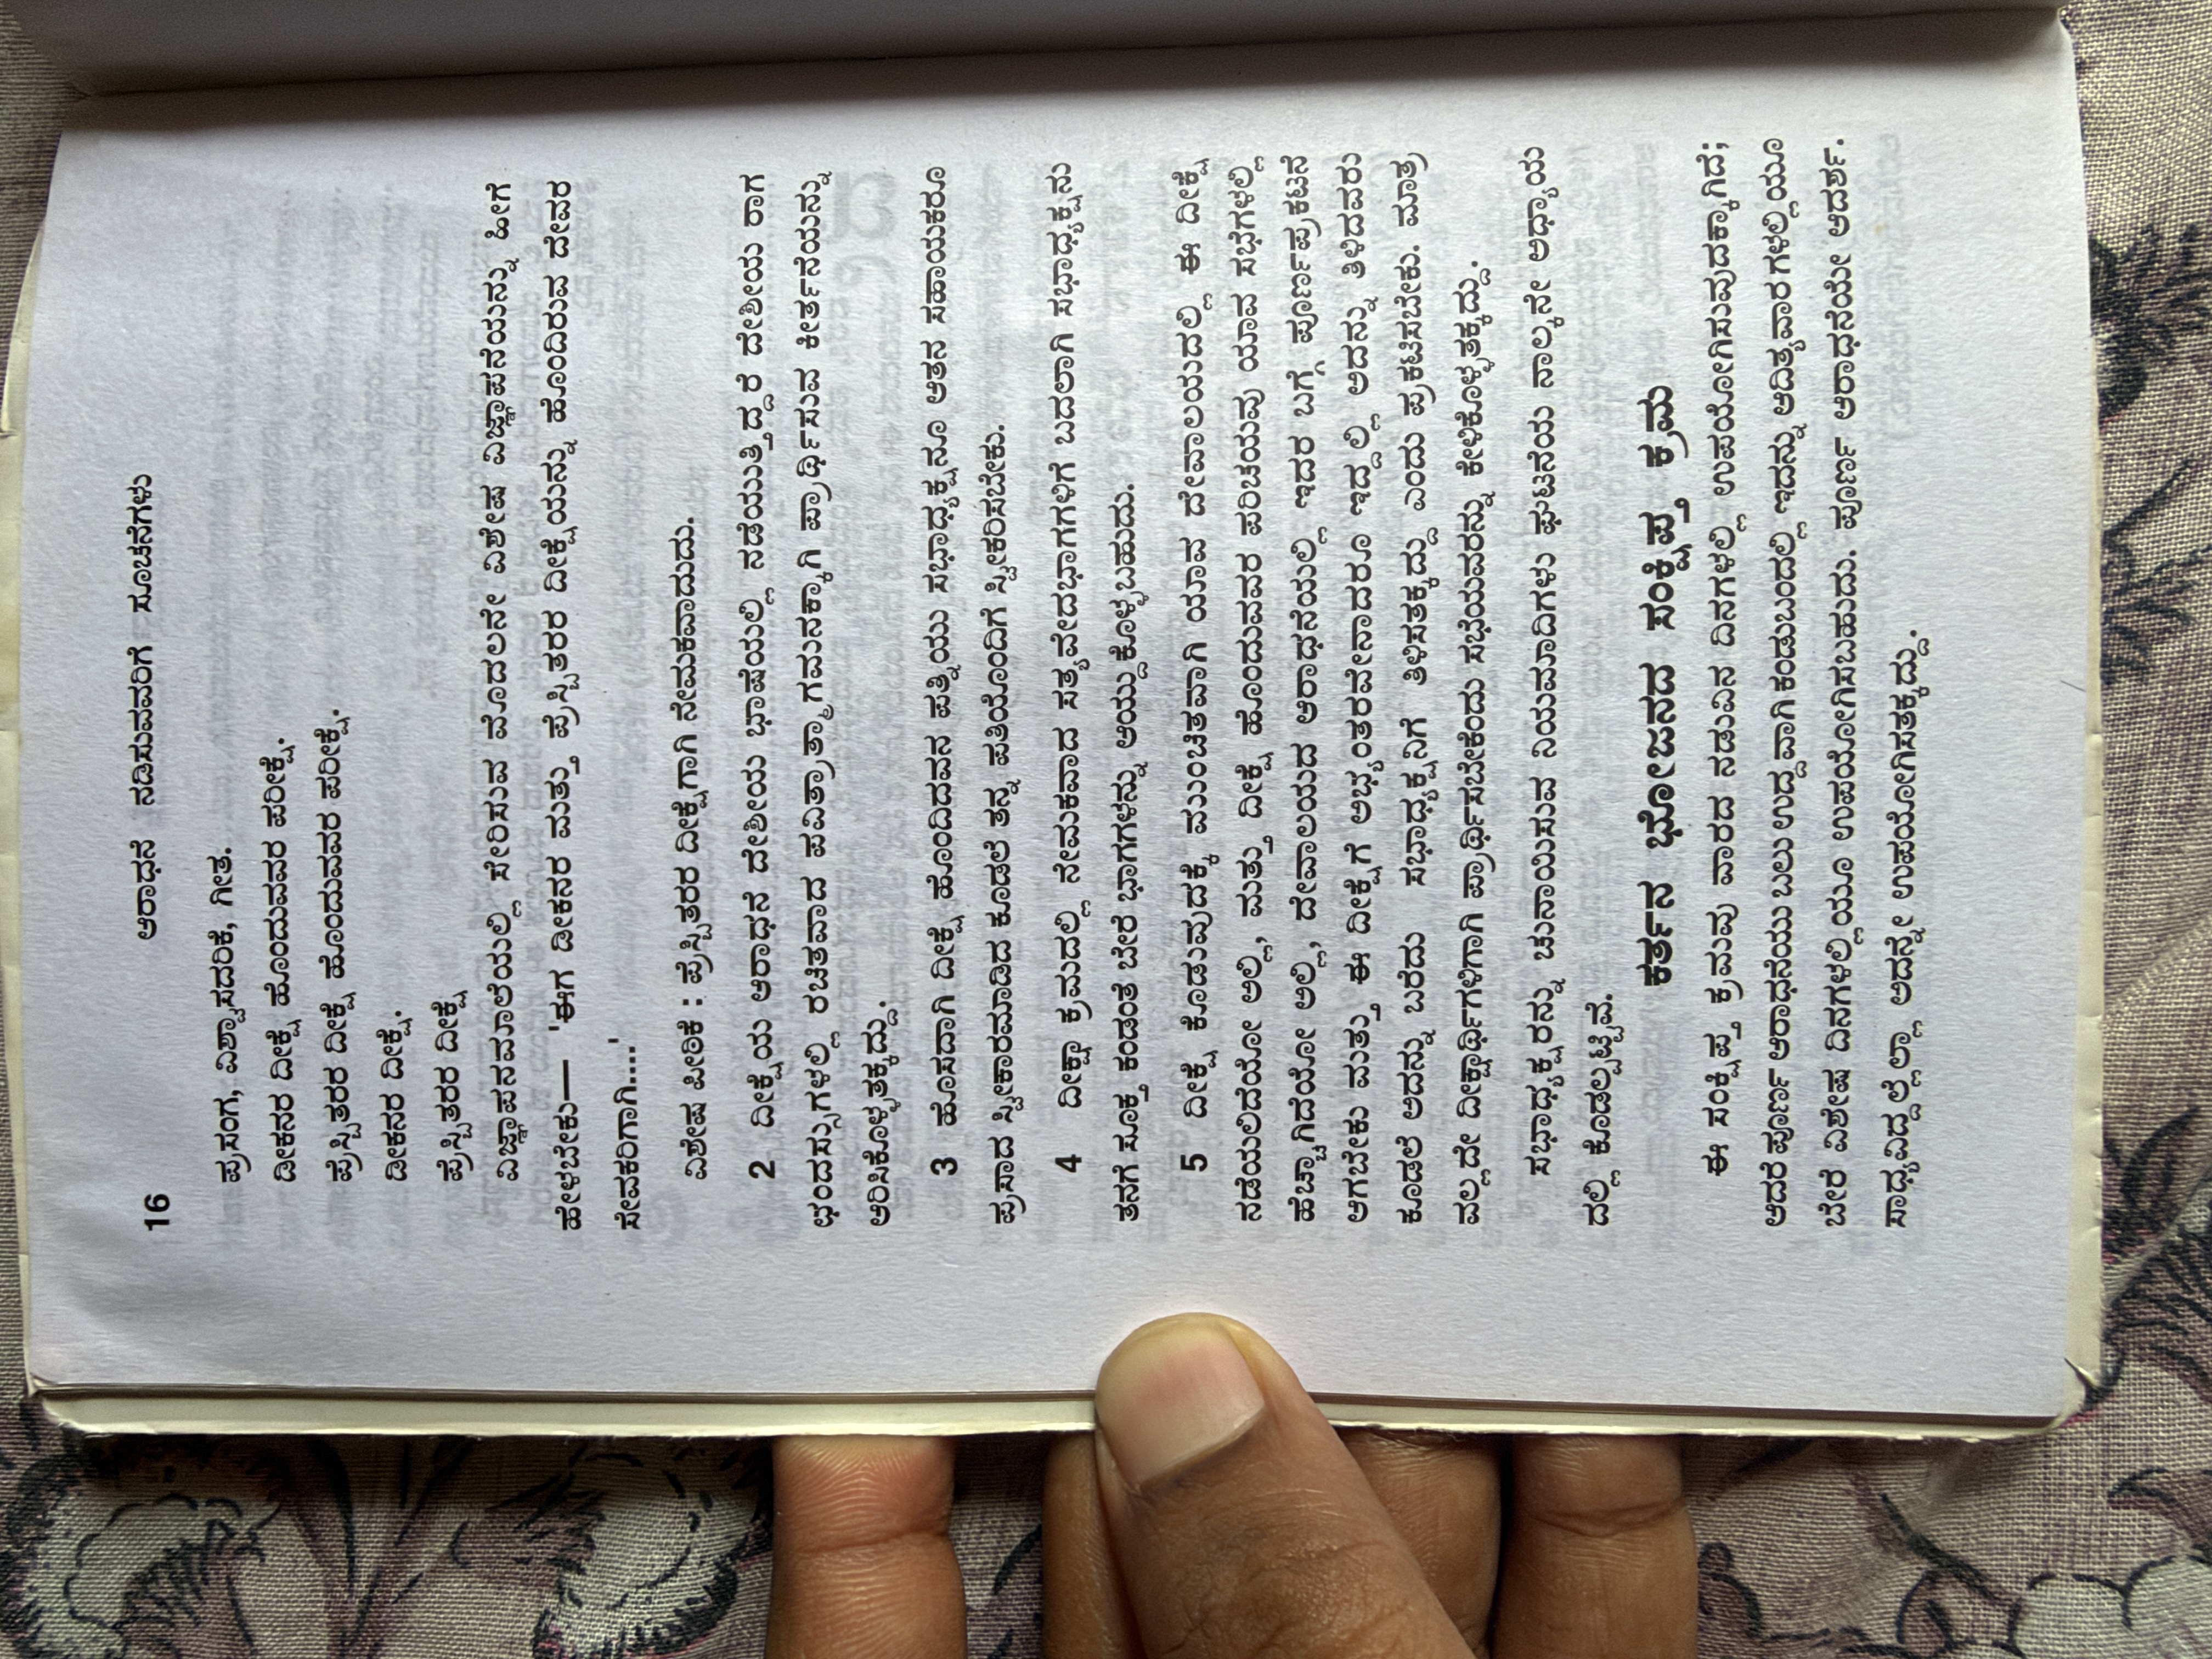 16 ಆರಾಧನೆ ನಡಿಸುವವರಿಗೆ ಸೂಚನೆಗಳು
ಪ್ರಸಂಗ, ವಿಶ್ವಾಸದರಿಕೆ, ಗೀತ.
ಡೀಕನರ ದೀಕ್ಷೆ ಹೊಂದುವವರ ಪರೀಕ್ಷೆ.
ಪ್ರೆಸ್ಬಿತರರ ದೀಕ್ಷೆ ಹೊಂದುವವರ ಪರೀಕ್ಷೆ.
ಡೀಕನರ ದೀಕ್ಷೆ.
ಪ್ರೆಸ್ಬಿತರರ ದೀಕ್ಷೆ
ವಿಜ್ಞಾಪನಮಾಲೆಯಲ್ಲಿ ಸೇರಿಸುವ ಮೊದಲನೇ ವಿಶೇಷ ವಿಜ್ಞಾಪನೆಯನ್ನು ಹೀಗೆ
ಹೇಳಬೇಕು— 'ಈಗ ಡೀಕನರ ಮತ್ತು ಪ್ರೆಸ್ಬಿತರರ ದೀಕ್ಷೆಯನ್ನು ಹೊಂದಿರುವ ದೇವರ
ಸೇವಕರಿಗಾಗಿ....'
ವಿಶೇಷ ಪೀಠಿಕೆ : ಪ್ರೆಸ್ಬಿತರರ ದೀಕ್ಷೆಗಾಗಿ ನೇಮಕವಾದುದು.
2 ದೀಕ್ಷೆಯ ಆರಾಧನೆ ದೇಶೀಯ ಭಾಷೆಯಲ್ಲಿ ನಡೆಯುತ್ತಿದ್ದರೆ ದೇಶೀಯ ರಾಗ
ಛಂದಸ್ಸುಗಳಲ್ಲಿ ರಚಿತವಾದ ಪವಿತ್ರಾತ್ಮಾಗಮನಕ್ಕಾಗಿ ಪ್ರಾರ್ಥಿಸುವ ಕೀರ್ತನೆಯನ್ನು
ಆರಿಸಿಕೊಳ್ಳತಕ್ಕದ್ದು.
3 ಹೊಸದಾಗಿ ದೀಕ್ಷೆ ಹೊಂದಿದವನ ಪತ್ನಿಯು ಸಭಾಧ್ಯಕ್ಷನೂ ಆತನ ಸಹಾಯಕರೂ
ಪ್ರಸಾದ ಸ್ವೀಕಾರಮಾಡಿದ ಕೂಡಲೆ ತನ್ನ ಪತಿಯೊಂದಿಗೆ ಸ್ವೀಕರಿಸಬೇಕು.
4 ದೀಕ್ಷಾ ಕ್ರಮದಲ್ಲಿ ನೇಮಕವಾದ ಸತ್ಯವೇದಭಾಗಗಳಿಗೆ ಬದಲಾಗಿ ಸಭಾಧ್ಯಕ್ಷನು
ತನಗೆ ಸೂಕ್ತ ಕಂಡಂತೆ ಬೇರೆ ಭಾಗಗಳನ್ನು ಆಯ್ದುಕೊಳ್ಳಬಹುದು.
5 ದೀಕ್ಷೆ ಕೊಡುವುದಕ್ಕೆ ಮುಂಚಿತವಾಗಿ ಯಾವ ದೇವಾಲಯದಲ್ಲಿ ಈ ದೀಕ್ಷೆ
ನಡೆಯಲಿದೆಯೋ ಅಲ್ಲಿ, ಮತ್ತು ದೀಕ್ಷೆ ಹೊಂದುವವರ ಪರಿಚಯವು ಯಾವ ಸಭೆಗಳಲ್ಲಿ
ಹೆಚ್ಚಾಗಿದೆಯೋ ಅಲ್ಲಿ, ದೇವಾಲಯದ ಆರಾಧನೆಯಲ್ಲಿ ಇದರ ಬಗ್ಗೆ ಪೂರ್ಣಪ್ರಕಟನೆ
ಆಗಬೇಕು ಮತ್ತು ಈ ದೀಕ್ಷೆಗೆ ಅಭ್ಯಂತರವೇನಾದರೂ ಇದ್ದಲ್ಲಿ ಅದನ್ನು ತಿಳಿದವರು
ಕೂಡಲೆ ಅದನ್ನು ಬರೆದು ಸಭಾಧ್ಯಕ್ಷನಿಗೆ ತಿಳಿಸತಕ್ಕದ್ದು ಎಂದು ಪ್ರಕಟಿಸಬೇಕು. ಮಾತ್ರ
ವಲ್ಲದೇ ದೀಕ್ಷಾರ್ಥಿಗಳಿಗಾಗಿ ಪ್ರಾರ್ಥಿಸಬೇಕೆಂದು ಸಭೆಯವರನ್ನು ಕೇಳಿಕೊಳ್ಳತಕ್ಕದ್ದು.
ಸಭಾಧ್ಯಕ್ಷರನ್ನು ಚುನಾಯಿಸುವ ನಿಯಮಾದಿಗಳು ಘಟನೆಯ ನಾಲ್ಕನೇ ಅಧ್ಯಾಯ
ದಲ್ಲಿ ಕೊಡಲ್ಪಟ್ಟಿವೆ.
ಕರ್ತನ ಭೋಜನದ ಸಂಕ್ಷಿಪ್ತ ಕ್ರಮ
ಈ ಸಂಕ್ಷಿಪ್ತ ಕ್ರಮವು ವಾರದ ನಡುವಿನ ದಿನಗಳಲ್ಲಿ ಉಪಯೋಗಿಸುವುದಕ್ಕಾಗಿದೆ;
ಆದರೆ ಪೂರ್ಣ ಆರಾಧನೆಯು ಬಲು ಉದ್ದವಾಗಿ ಕಂಡುಬಂದಲ್ಲಿ ಇದನ್ನು ಆದಿತ್ಯವಾರ ಗಳಲ್ಲಿಯೂ
ಬೇರೆ ವಿಶೇಷ ದಿನಗಳಲ್ಲಿಯೂ ಉಪಯೋಗಿಸಬಹುದು. ಪೂರ್ಣ ಆರಾಧನೆಯೇ ಆದರ್ಶ.
ಸಾಧ್ಯವಿದ್ದಲ್ಲೆಲ್ಲಾ ಅದನ್ನೇ ಉಪಯೋಗಿಸತಕ್ಕದ್ದು.